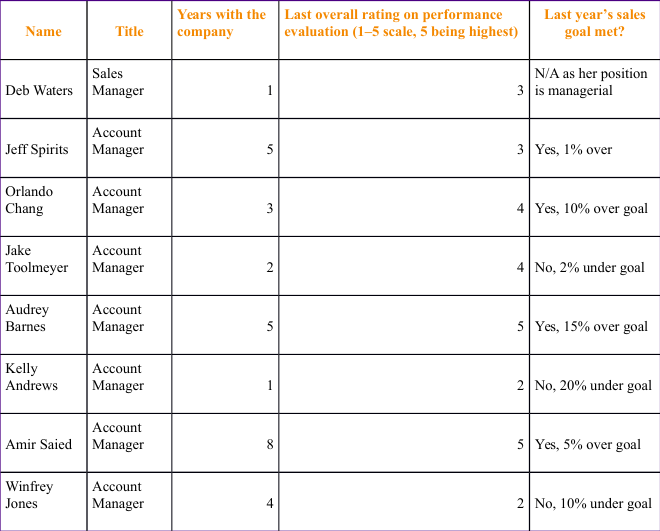 Name
Title
Years with the
company
Last overall rating on performance
evaluation (1–5 scale, 5 being highest)
Last year’s sales
goal met?
Deb Waters
Sales
Manager
1
3
N/A as her position
is managerial
Jeff Spirits
Account
Manager
5
3
Yes, 1% over
Orlando
Chang
Account
Manager
3
4
Yes, 10% over goal
Jake
Toolmeyer
Account
Manager
2
4
No, 2% under goal
Audrey
Barnes
Account
Manager
5
5
Yes, 15% over goal
Kelly
Andrews
Account
Manager
1
2
No, 20% under goal
Amir Saied
Account
Manager
8
5
Yes, 5% over goal
Winfrey
Jones
Account
Manager
4
2
No, 10% under goal